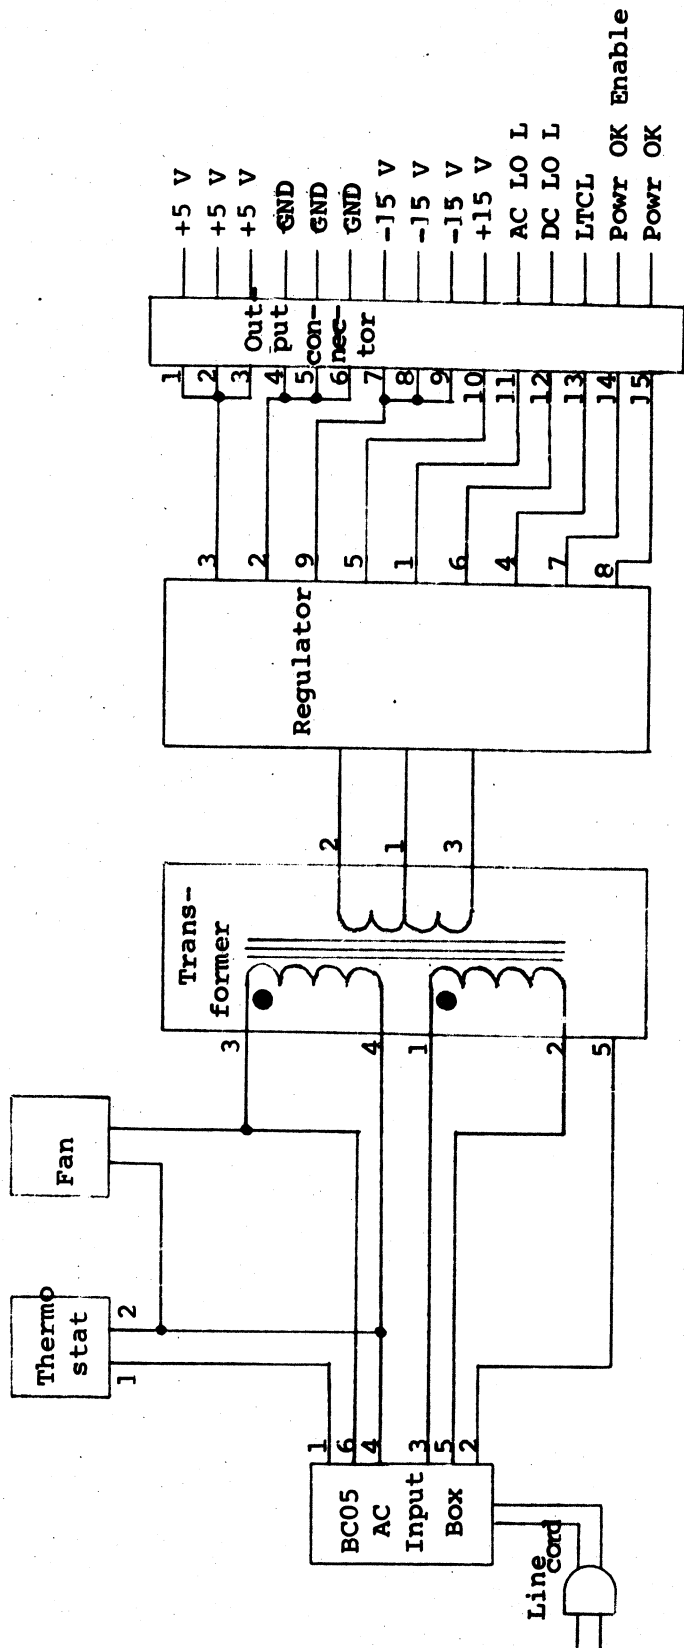 Line
cord
BC05
AC
Input
Box
1
6
4
3
5
2
Thermo
stat
1
2
Fan
Trans-
former
3
4
1
2
5
2
1
3
Regulator
3
2
9
5
1
6
4
7
8
Out-
put
con-
nec-
tor
1
2
3
4
5
6
7
8
9
10
11
12
13
14
15
+5 V
+5 V
+5 V
GND
GND
GND
-15 V
-15 V
-15 V
+15 V
AC LO L
DC LO L
LTCL
Powr OK Enable
Powr OK